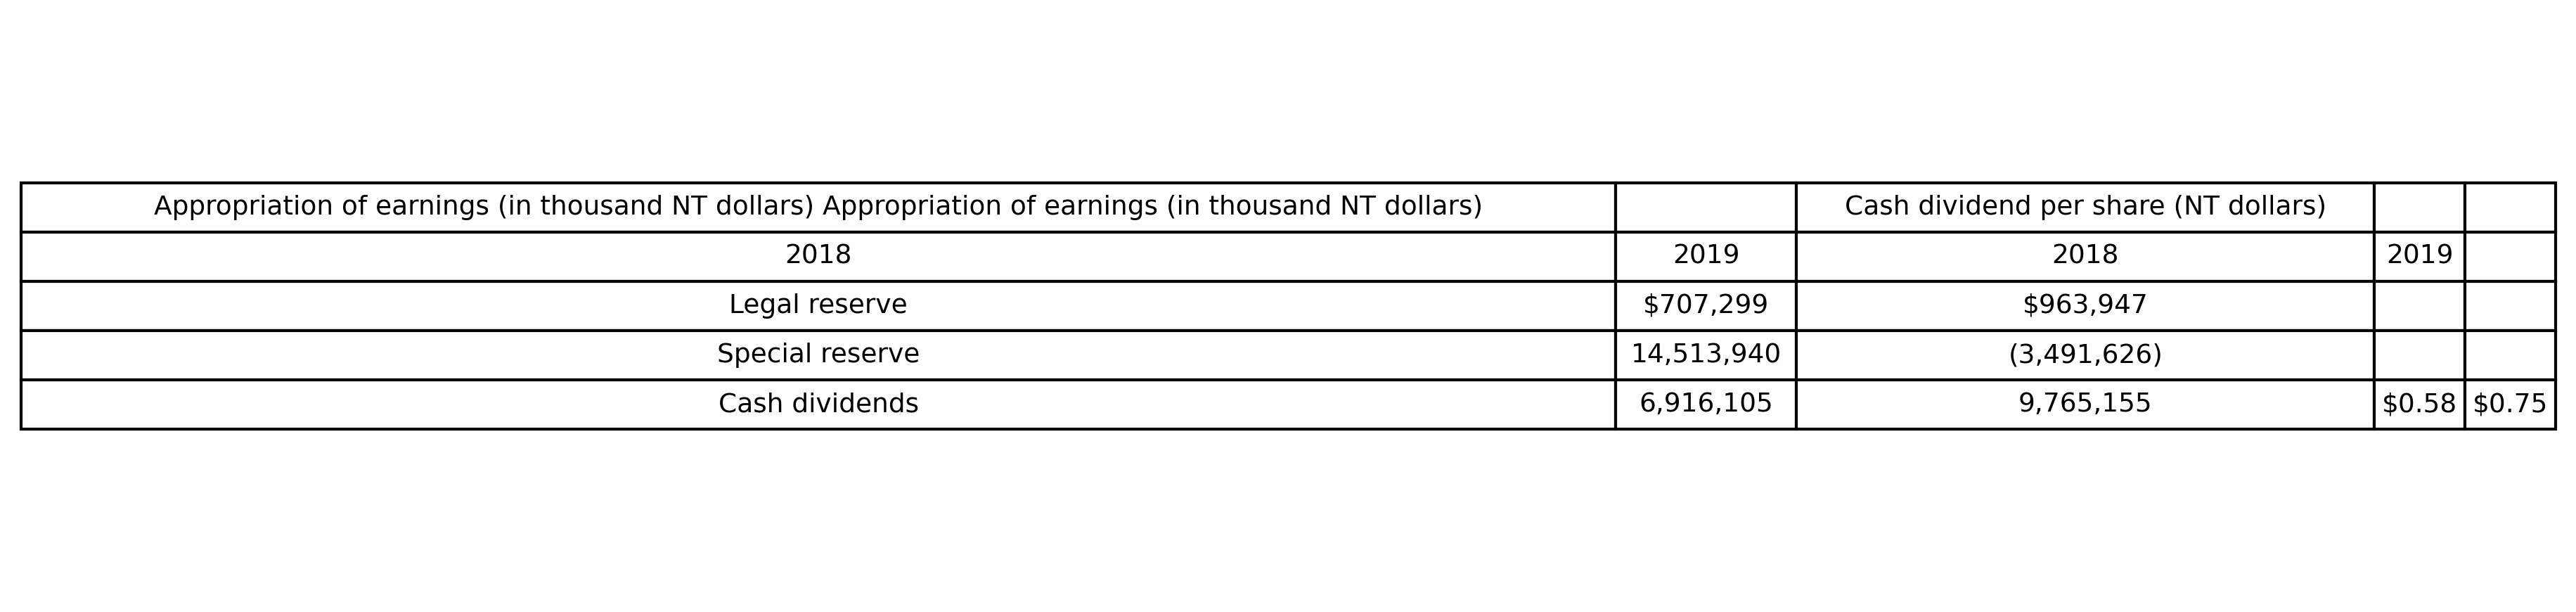 Appropriation of earnings (in thousand NT dollars) Appropriation of earnings (in thousand NT dollars) Cash dividend per share (NT dollars)
2018 2019 2018 2019
Legal reserve $707,299 $963,947
Special reserve 14,513,940 (3,491,626)
Cash dividends 6,916,105 9,765,155 $0.58 $0.75